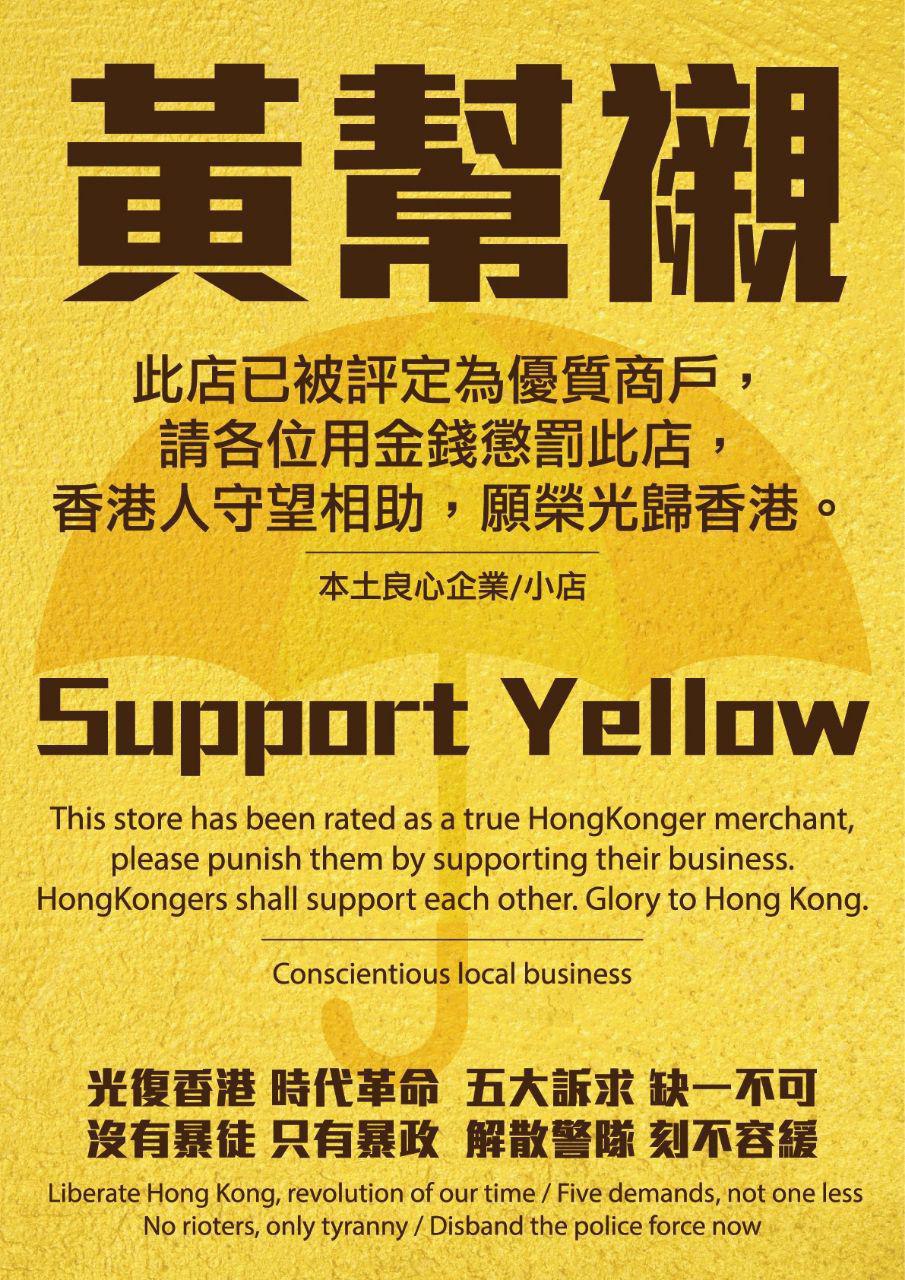 黃幫襯
此店已被評定為優質商戶，
請各位用金錢懲罰此店，
香港人守望相助，願榮光歸香港。
本土良心企業/小店
Support Yellow
This store has been rated as a true HongKonger merchant,
please punish them by supporting their business.
HongKongers shall support each other. Glory to Hong Kong.
Conscientious local business
光復香港 時代革命 五大訴求 缺一不可
沒有暴徒 只有暴政 解散警隊 刻不容緩
Liberate Hong Kong, revolution of our time / Five demands, not one less
No rioters, only tyranny / Disband the police force now